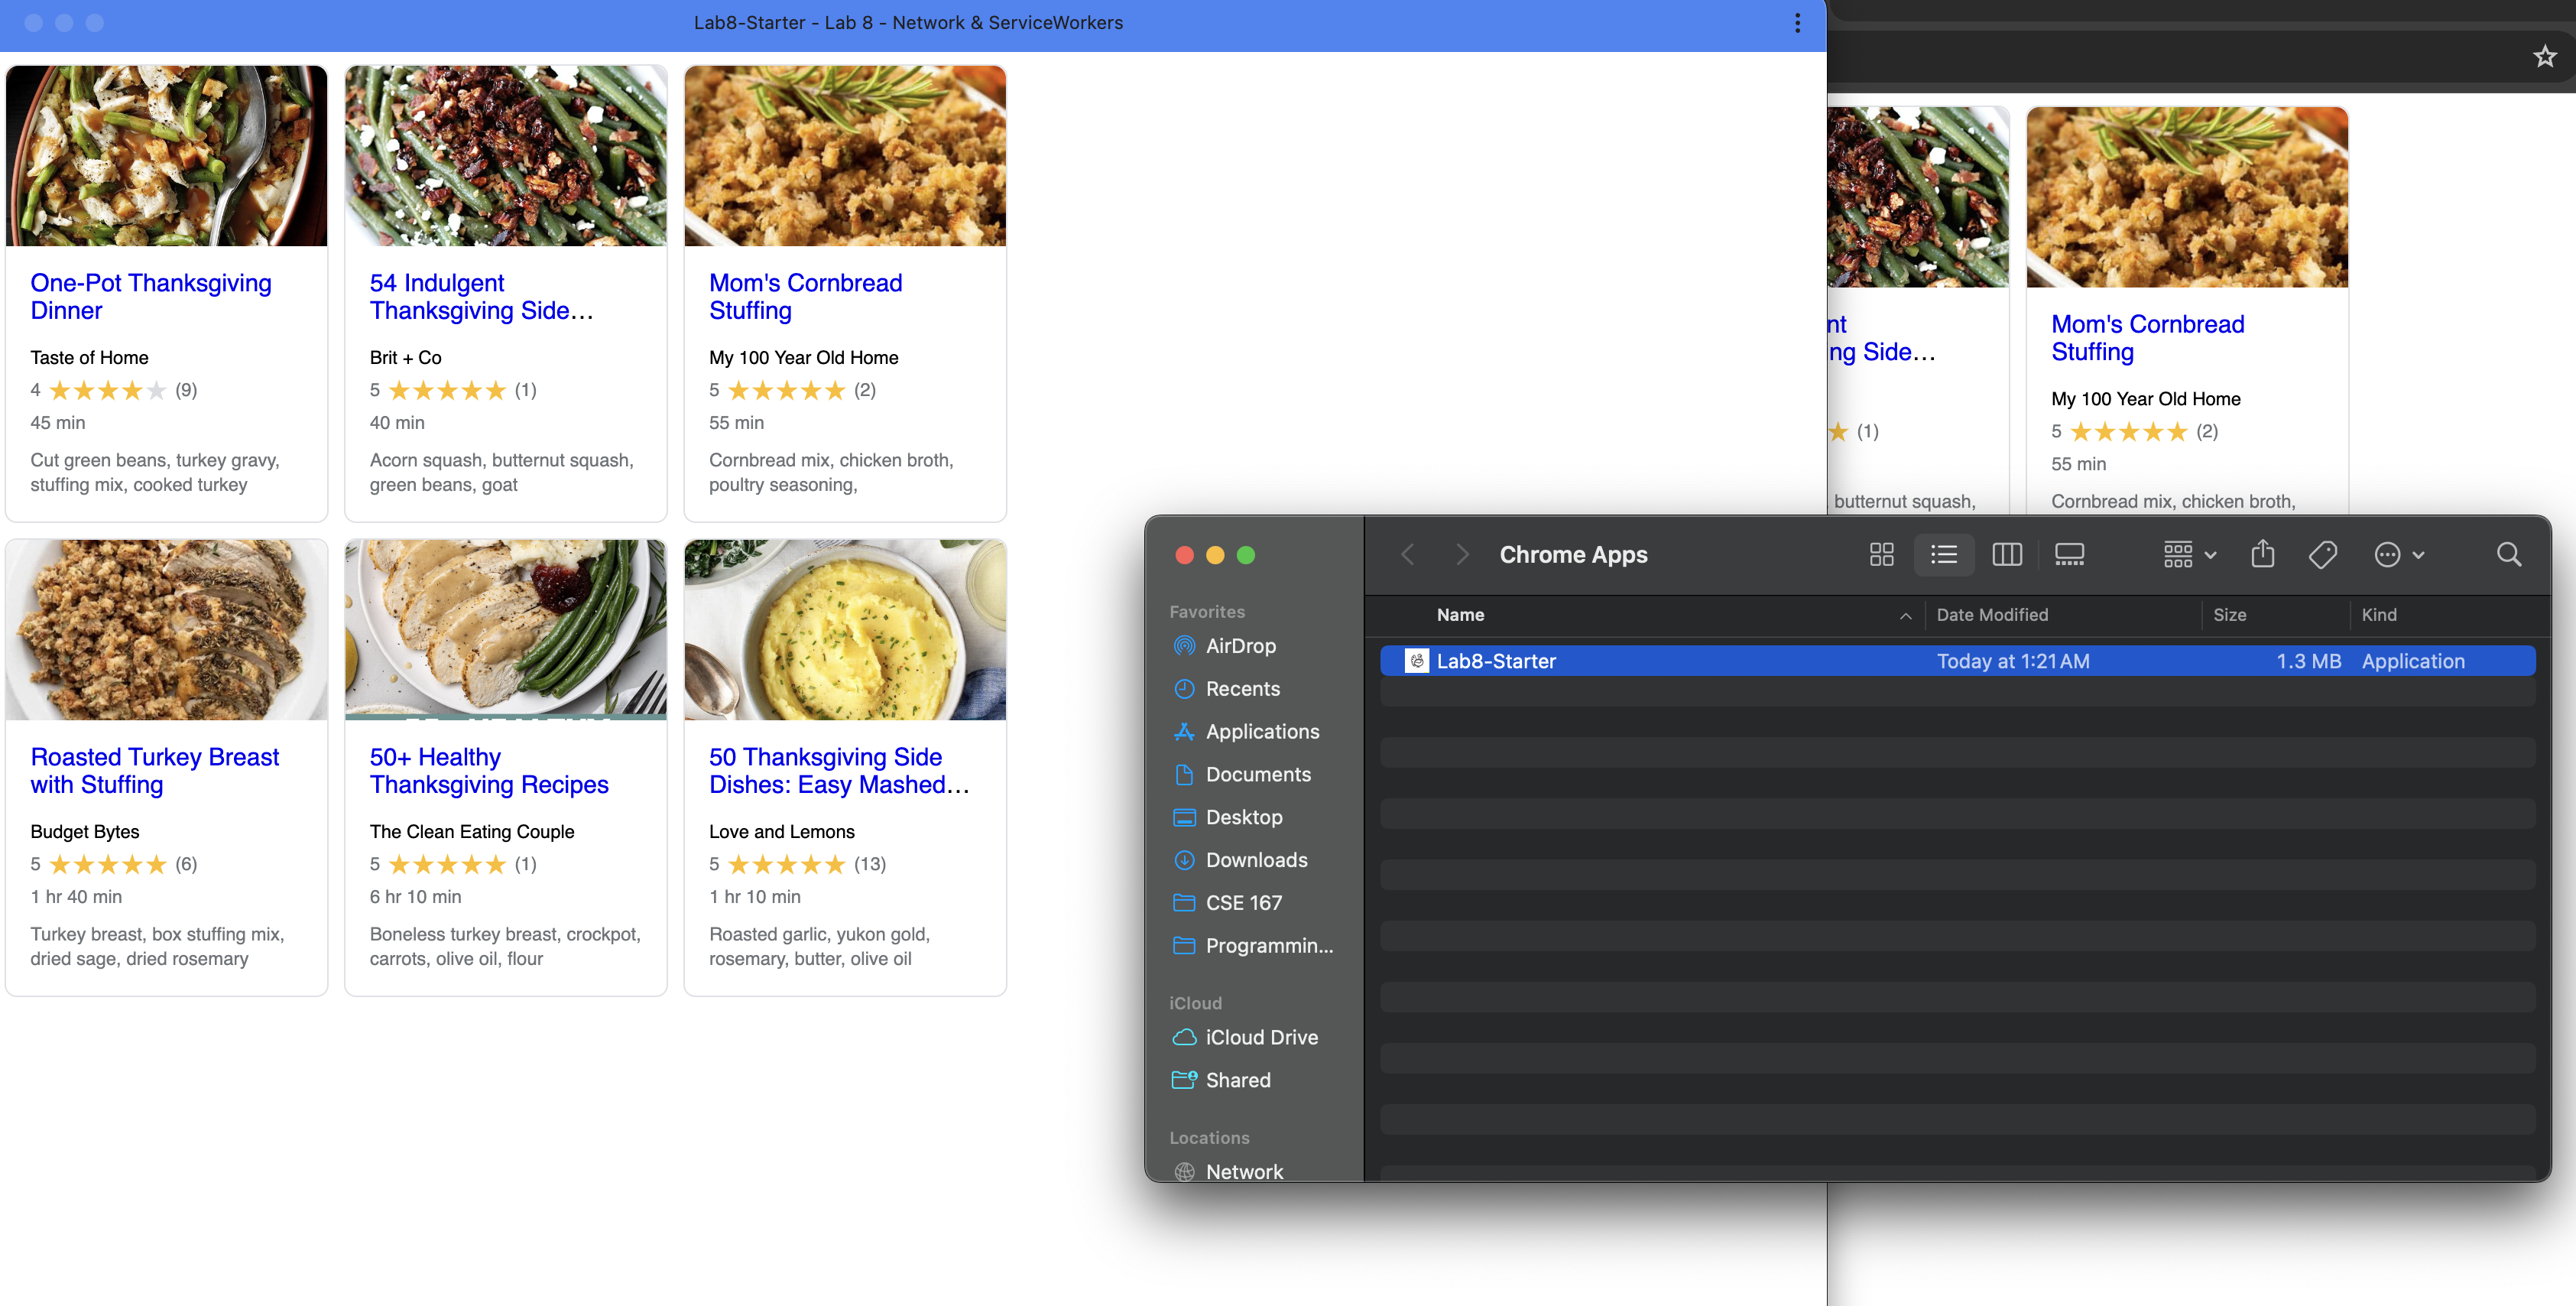 Lab8-Starter - Lab 8 - Network & ServiceWorkers
One-Pot Thanksgiving
Dinner
Taste of Home
4 (9)
45 min
Cut green beans, turkey gravy,
stuffing mix, cooked turkey
54 Indulgent
Thanksgiving Side…
Brit + Co
5 (1)
40 min
Acorn squash, butternut squash,
green beans, goat
Mom's Cornbread
Stuffing
My 100 Year Old Home
5 (2)
55 min
Cornbread mix, chicken broth,
poultry seasoning,
Roasted Turkey Breast
with Stuffing
Budget Bytes
5 (6)
1 hr 40 min
Turkey breast, box stuffing mix,
dried sage, dried rosemary
50+ Healthy
Thanksgiving Recipes
The Clean Eating Couple
5 (1)
6 hr 10 min
Boneless turkey breast, crockpot,
carrots, olive oil, flour
50 Thanksgiving Side
Dishes: Easy Mashed…
Love and Lemons
5 (13)
1 hr 10 min
Roasted garlic, yukon gold,
rosemary, butter, olive oil
nt
ng Side…
(1)
butternut squash,
Mom's Cornbread
Stuffing
My 100 Year Old Home
5 (2)
55 min
Cornbread mix, chicken broth,
Chrome Apps
Favorites
AirDrop
Recents
Applications
Documents
Desktop
Downloads
CSE 167
Programmin…
iCloud
iCloud Drive
Shared
Locations
Network
Name Date Modified Size Kind
Lab8-Starter Today at 1:21 AM 1.3 MB Application